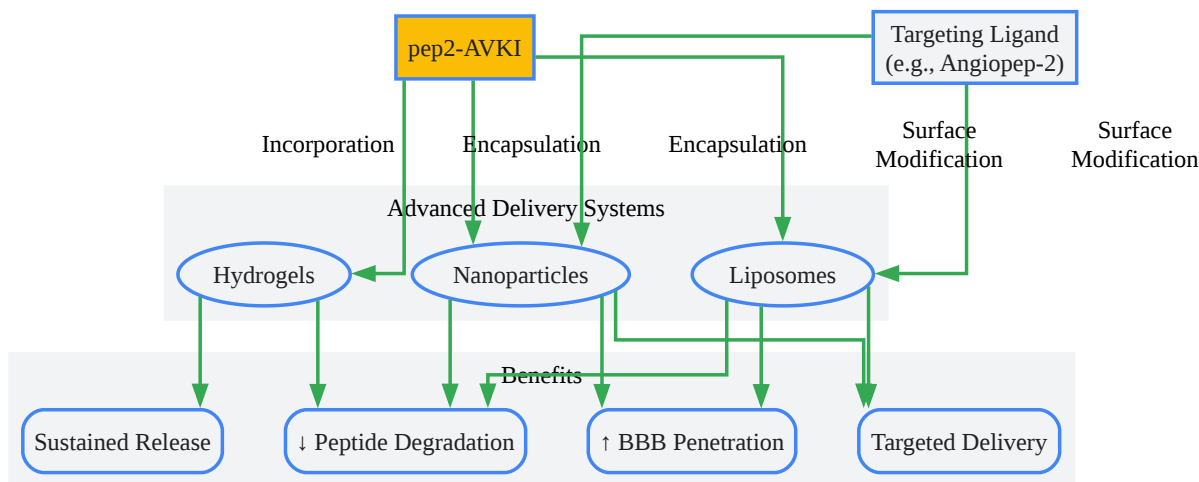 pep2-AVKI
Targeting Ligand
(e.g., Angiopep-2)
Incorporation
Encapsulation
Encapsulation
Surface
Modification
Surface
Modification
Advanced Delivery Systems
Hydrogels
Nanoparticles
Liposomes
Benefits
Sustained Release
↓ Peptide Degradation
↑ BBB Penetration
Targeted Delivery